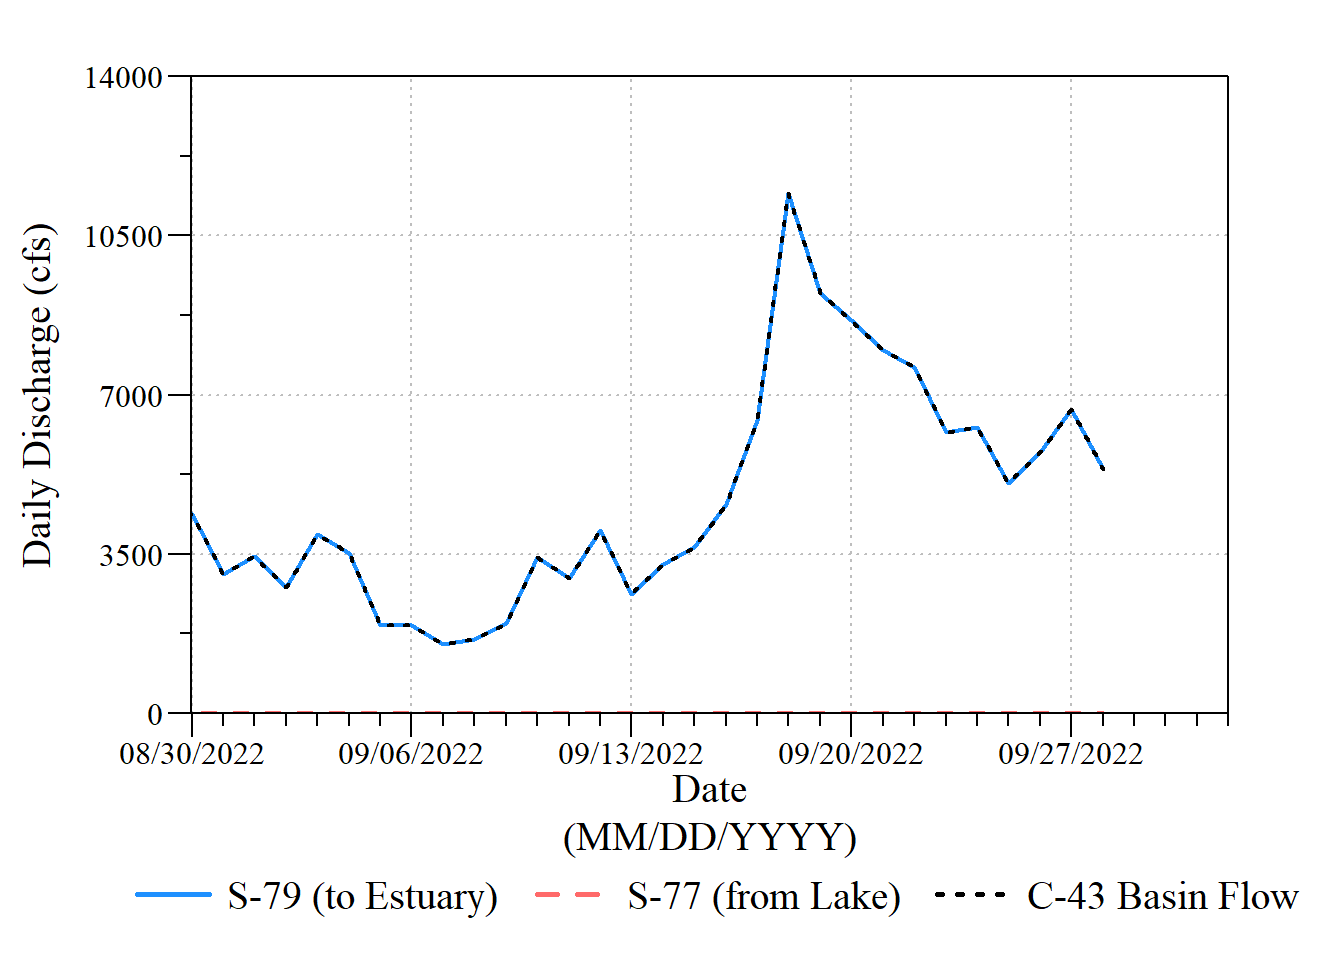 14000
10500
7000
3500
0
Daily Discharge (cfs)
08/30/2022 09/06/2022 09/13/2022 09/20/2022 09/27/2022
Date
(MM/DD/YYYY)
S-79 (to Estuary) S-77 (from Lake) C-43 Basin Flow